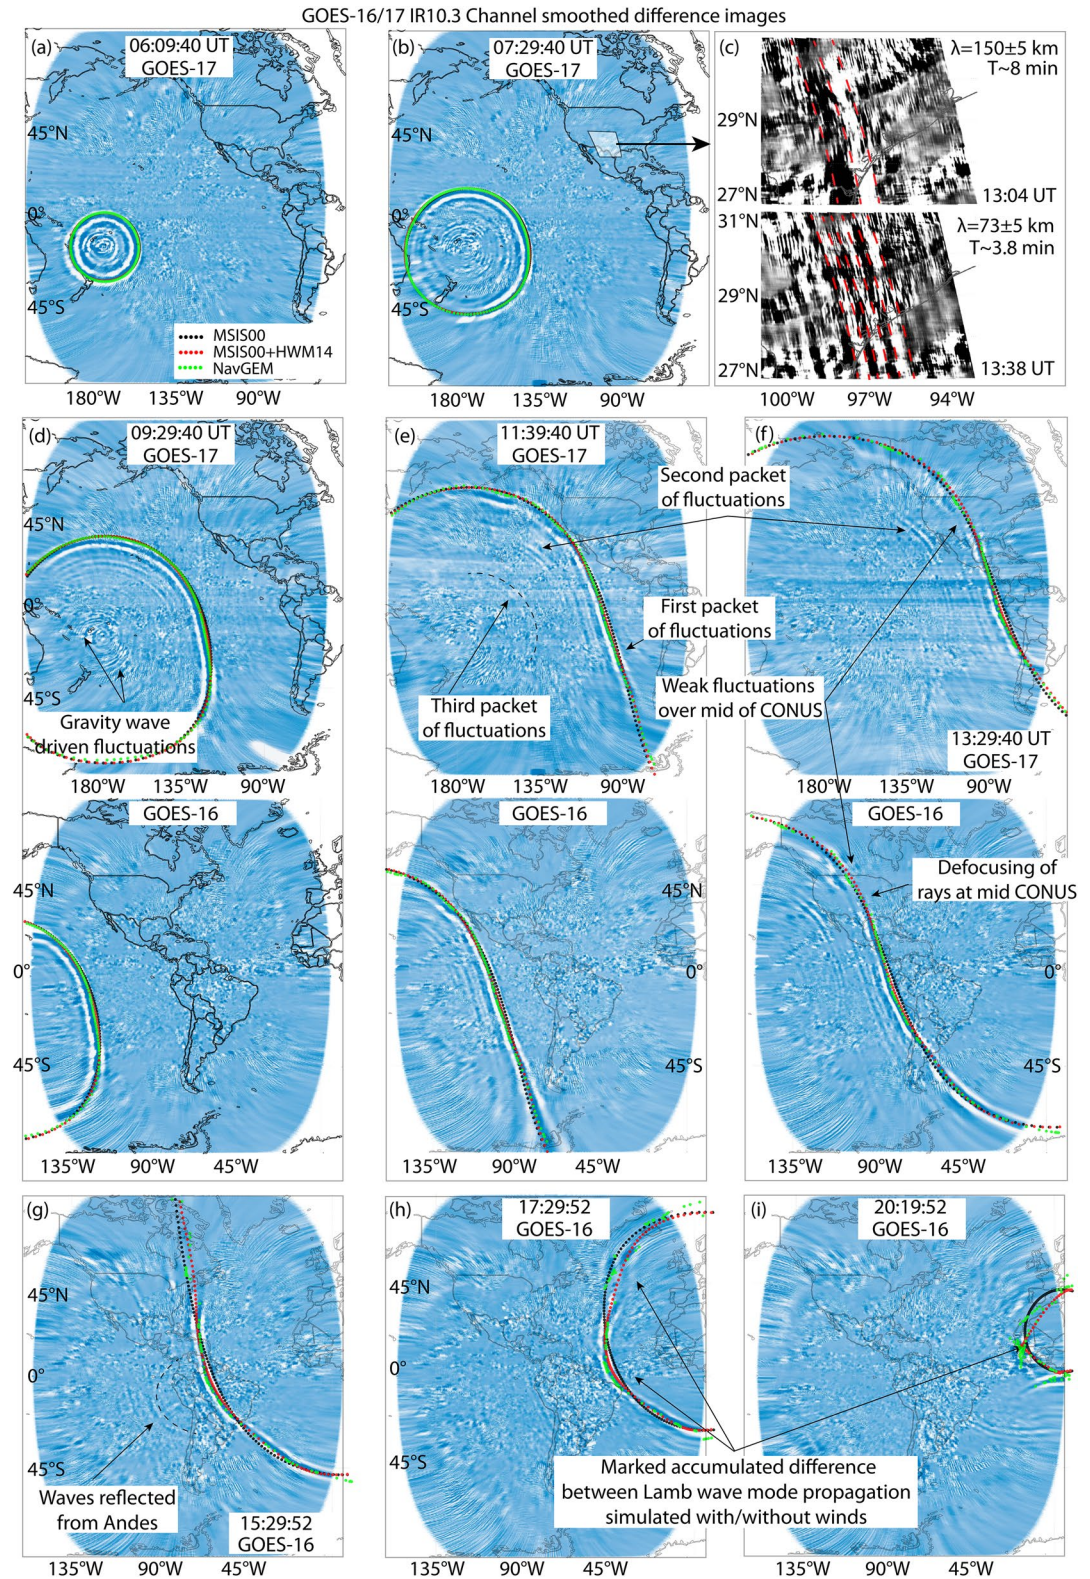 GOES-16/17 IR10.3 Channel smoothed difference images
(a)
06:09:40 UT
GOES-17
45°N
0°
45°S
MSIS00
MSIS00+HWM14
NavGEM
180°W 135°W 90°W
(b)
07:29:40 UT
GOES-17
45°N
0°
45°S
180°W 135°W 90°W
(c)
λ=150±5 km
T~8 min
29°N
27°N
13:04 UT
31°N
λ=73±5 km
T~3.8 min
29°N
27°N
13:38 UT
100°W 97°W 94°W
(d)
09:29:40 UT
GOES-17
45°N
0°
45°S
Gravity wave
driven fluctuations
180°W 135°W 90°W
(e)
11:39:40 UT
GOES-17
Second packet
of fluctuations
First packet
of fluctuations
Third packet
of fluctuations
Weak fluctuations
over mid of CONUS
180°W 135°W 90°W
(f)
13:29:40 UT
GOES-17
180°W 135°W 90°W
GOES-16
45°N
0°
45°S
135°W 90°W 45°W
GOES-16
45°N
0°
45°S
135°W 90°W 45°W
GOES-16
Defocusing of
rays at mid CONUS
0°
45°S
135°W 90°W 45°W
(g)
45°N
0°
45°S
Waves reflected
from Andes
15:29:52
GOES-16
135°W 90°W 45°W
(h)
17:29:52
GOES-16
45°N
0°
45°S
135°W 90°W 45°W
(i)
20:19:52
GOES-16
Marked accumulated difference
between Lamb wave mode propagation
simulated with/without winds
135°W 90°W 45°W